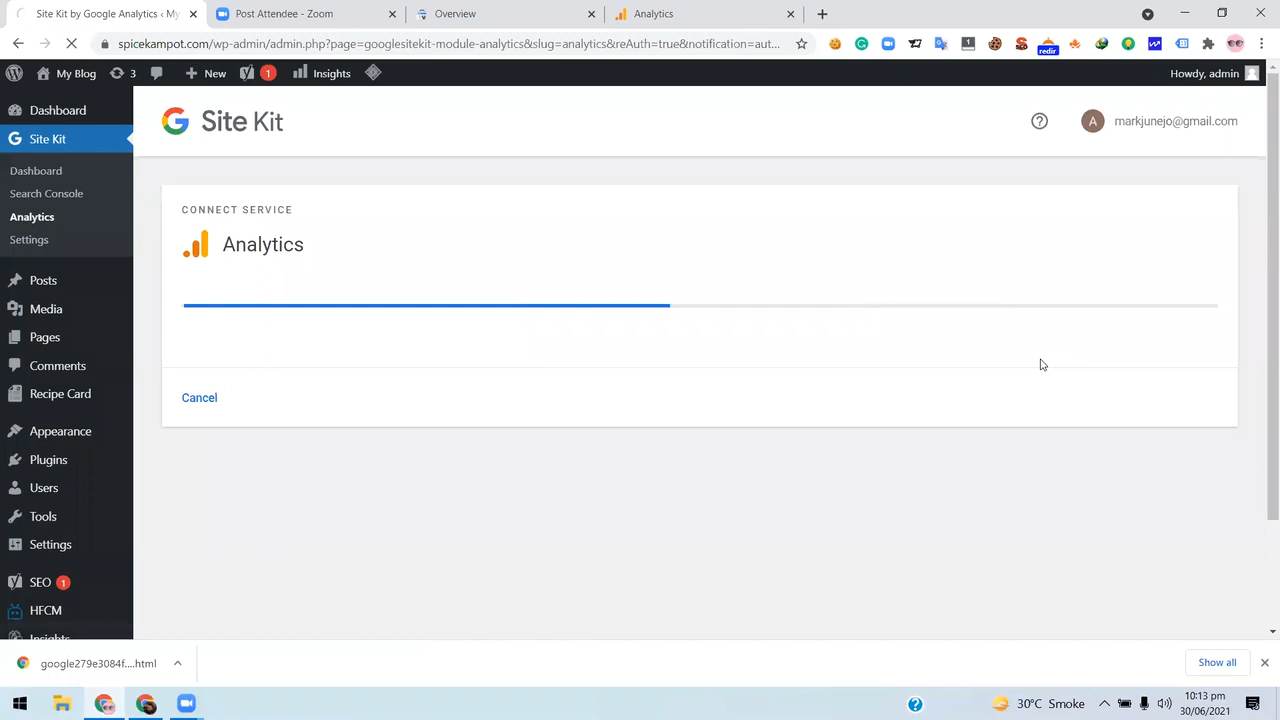 Site Kit by Google Analytics ‹ My
Post Attendee - Zoom
Overview
Analytics
spicekampot.com/wp-admin/admin.php?page=googlesitekit-module-analytics&slug=analytics&reAuth=true&notification=aut...
1
redir
My Blog
3
New
1
Insights
Howdy, admin
Dashboard
Site Kit
Dashboard
Search Console
Analytics
Settings
Posts
Media
Pages
Comments
Recipe Card
Appearance
Plugins
Users
Tools
Settings
SEO 1
HFCM
Insights
Site Kit
A
markjunejo@gmail.com
CONNECT SERVICE
Analytics
Cancel
google279e3084f....html
Show all
30°C Smoke
10:13 pm
30/06/2021